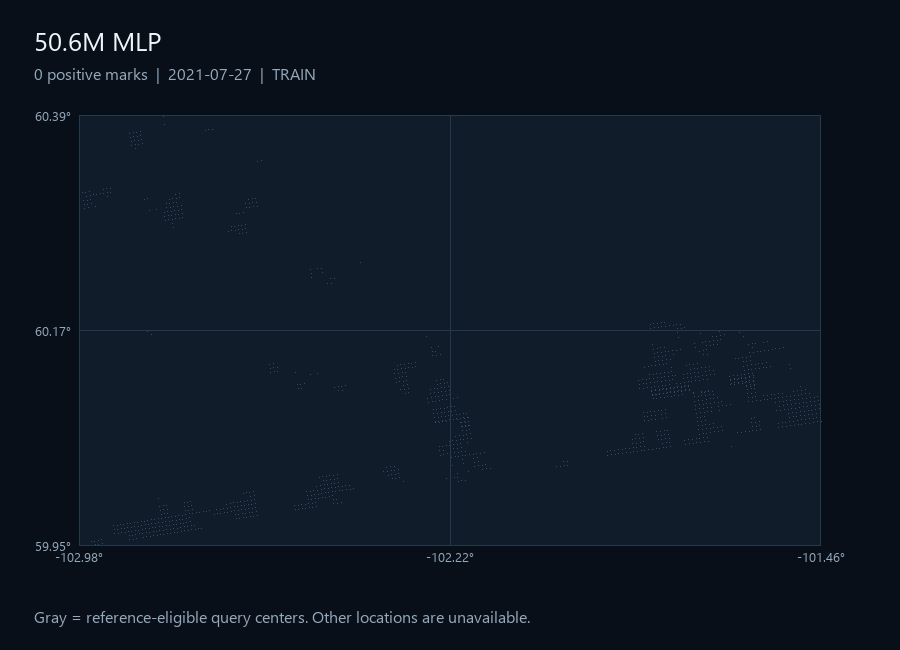 50.6M MLP
0 positive marks | 2021-07-27 | TRAIN
60.39°
60.17°
59.95°
-102.98° -102.22° -101.46°
Gray = reference-eligible query centers. Other locations are unavailable.